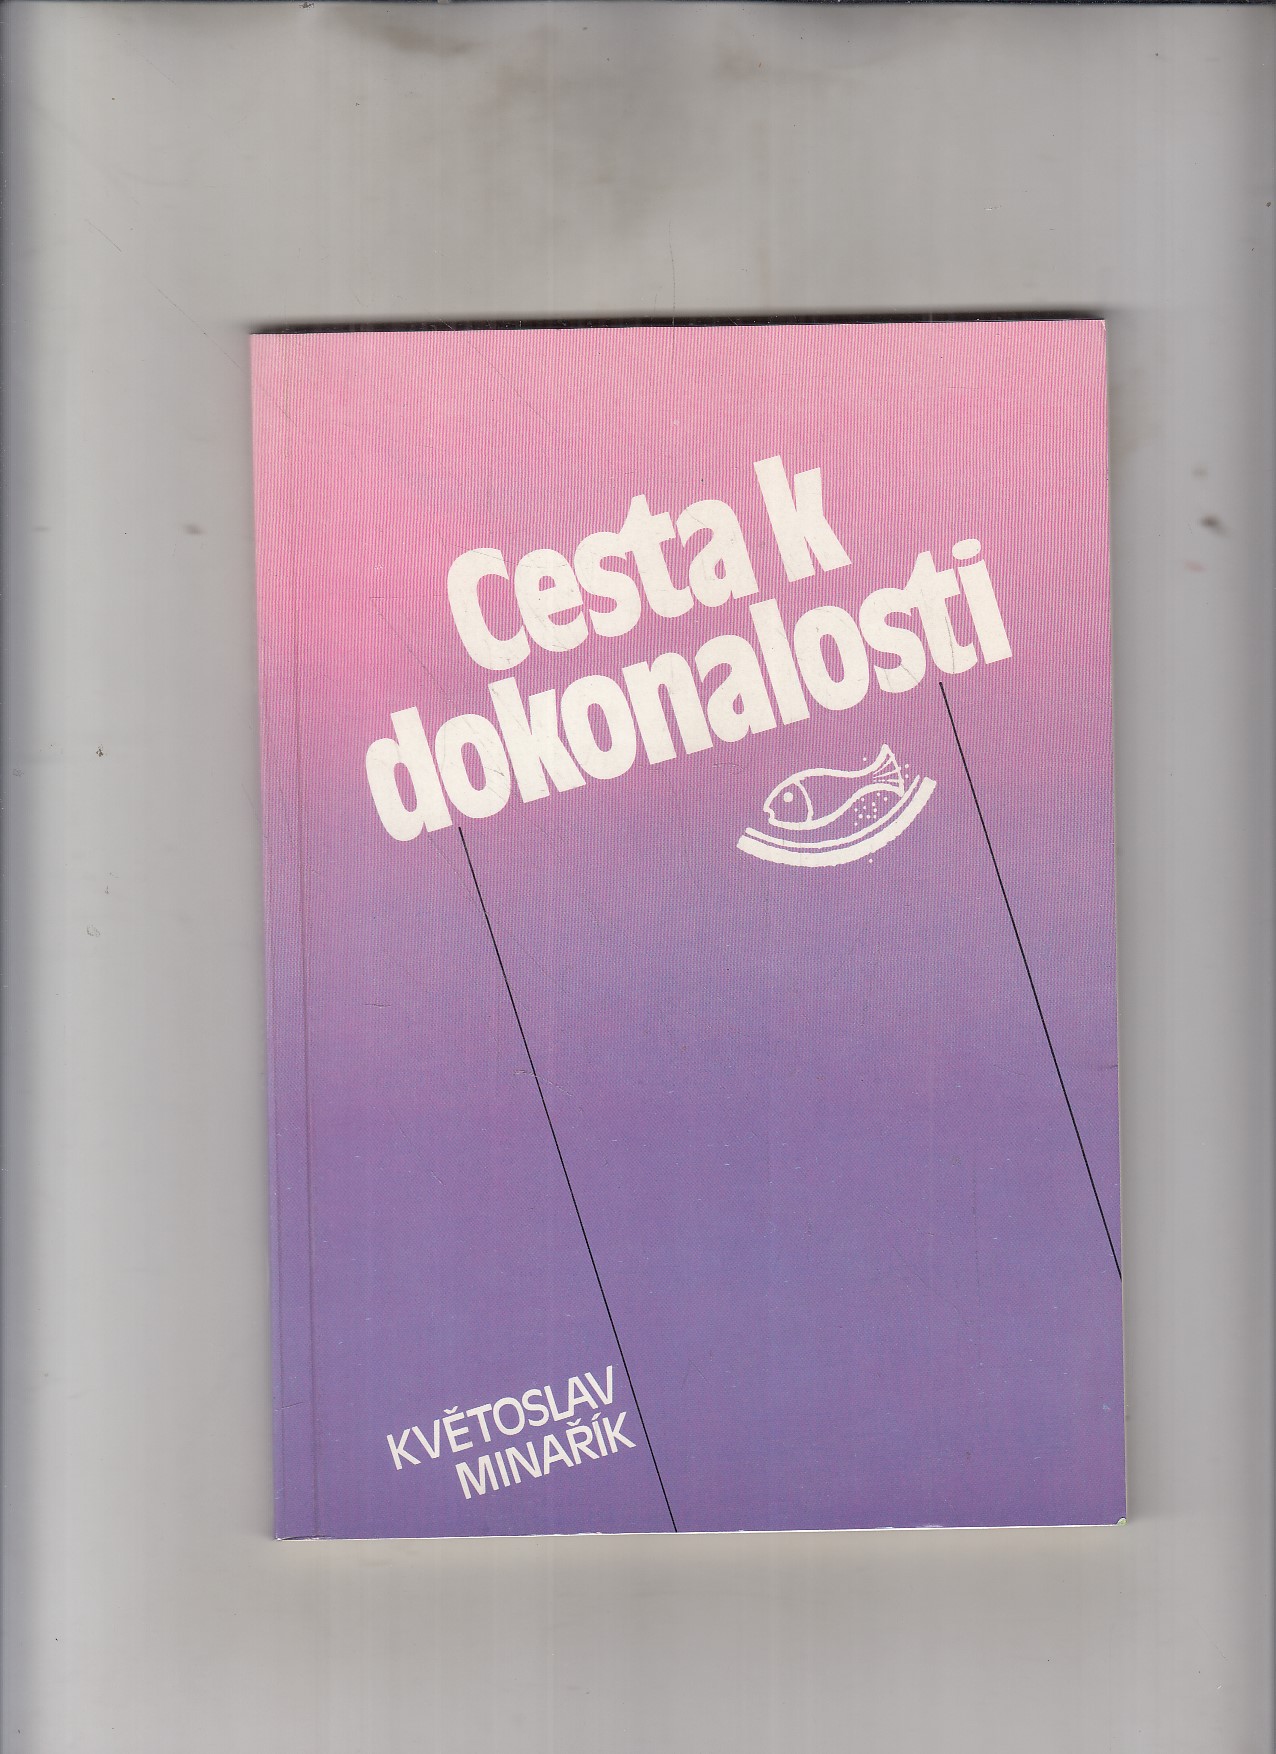 Cesta k
dokonalosti
KVĚTOSLAV
MINAŘÍK